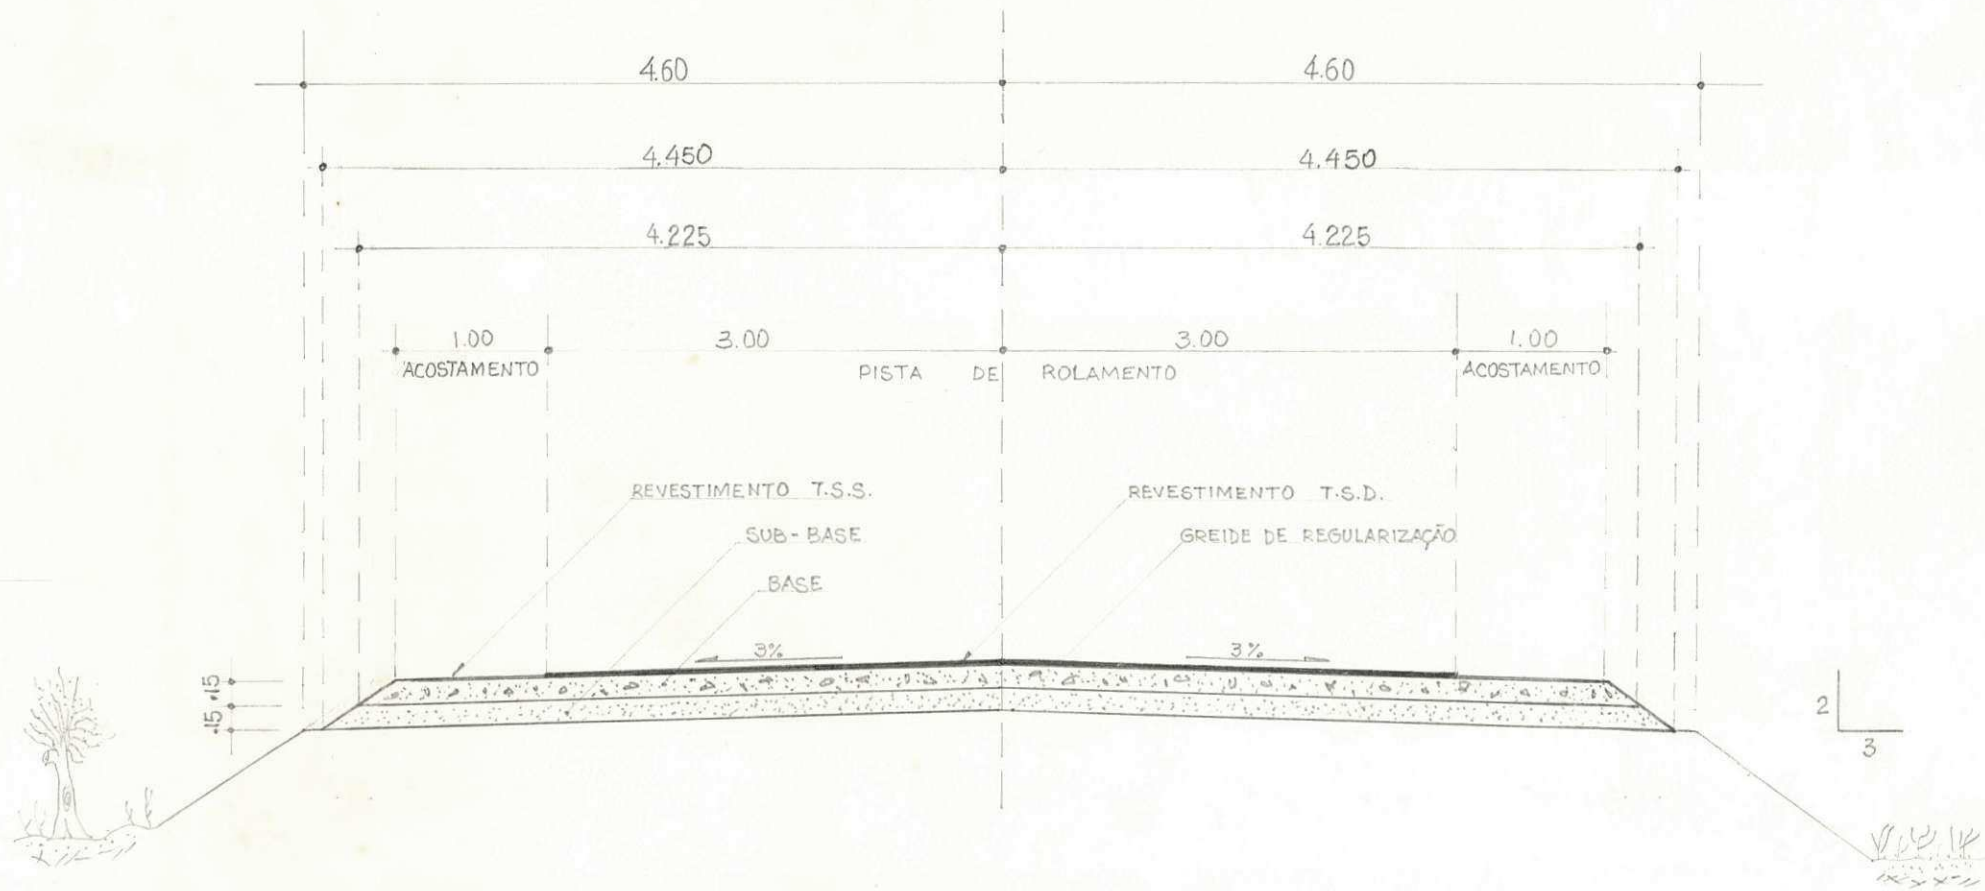 4.60 4.60
4.450 4.450
4.225 4.225
1.00 3.00 3.00 1.00
ACOSTAMENTO PISTA DE ROLAMENTO ACOSTAMENTO
REVESTIMENTO T.S.S. REVESTIMENTO T.S.D.
SUB-BASE GREIDE DE REGULARIZAÇÃO
BASE
3% 3%
.15
.15
2
3